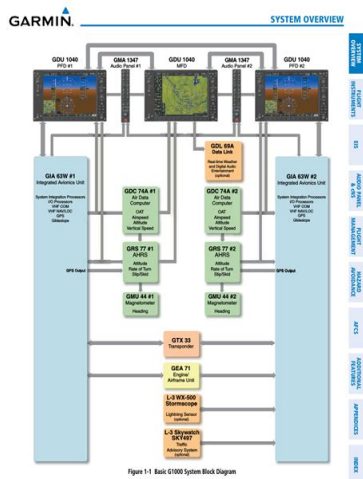 GARMIN.
SYSTEM OVERVIEW
GDU 1040
PFD #1
GMA 1347
Audio Panel #1
GDU 1040
MFD
GMA 1347
Audio Panel #2
GDU 1040
PFD #2
GDL 69A
Data Link
Real-time Weather
and Digital Audio
Entertainment
(optional)
GIA 63W #1
Integrated Avionics Unit
System Integration Processors
I/O Processors
VHF COM
VHF NAV/LOC
GPS
Glideslope
GIA 63W #2
Integrated Avionics Unit
System Integration Processors
I/O Processors
VHF COM
VHF NAV/LOC
GPS
Glideslope
GDC 74A #1
Air Data
Computer
OAT
Airspeed
Altitude
Vertical Speed
GDC 74A #2
Air Data
Computer
OAT
Airspeed
Altitude
Vertical Speed
GRS 77 #1
AHRS
Attitude
Rate of Turn
Slip/Skid
GRS 77 #2
AHRS
Attitude
Rate of Turn
Slip/Skid
GPS Output
GPS Output
GMU 44 #1
Magnetometer
Heading
GMU 44 #2
Magnetometer
Heading
GTX 33
Transponder
GEA 71
Engine/
Airframe Unit
L-3 WX-500
Stormscope
Lightning Sensor
(optional)
L-3 Skywatch
SKY497
Traffic
Advisory System
(optional)
Figure 1-1 Basic G1000 System Block Diagram
SYSTEM
OVERVIEW
FLIGHT
INSTRUMENTS
EIS
AUDIO PANEL
& CNS
FLIGHT
MANAGEMENT
HAZARD
AVOIDANCE
AFCS
ADDITIONAL
FEATURES
APPENDICES
INDEX